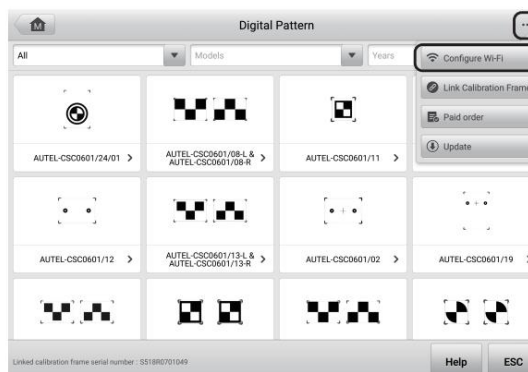 M
Digital Pattern
All
Models
Years
Configure Wi-Fi
Link Calibration Frame
Paid order
Update
AUTEL-CSC0601/24/01
AUTEL-CSC0601/08-L &
AUTEL-CSC0601/08-R
AUTEL-CSC0601/11
AUTEL-CSC0601/12
AUTEL-CSC0601/13-L &
AUTEL-CSC0601/13-R
AUTEL-CSC0601/02
AUTEL-CSC0601/19
Linked calibration frame serial number : S518R0701049
Help
ESC